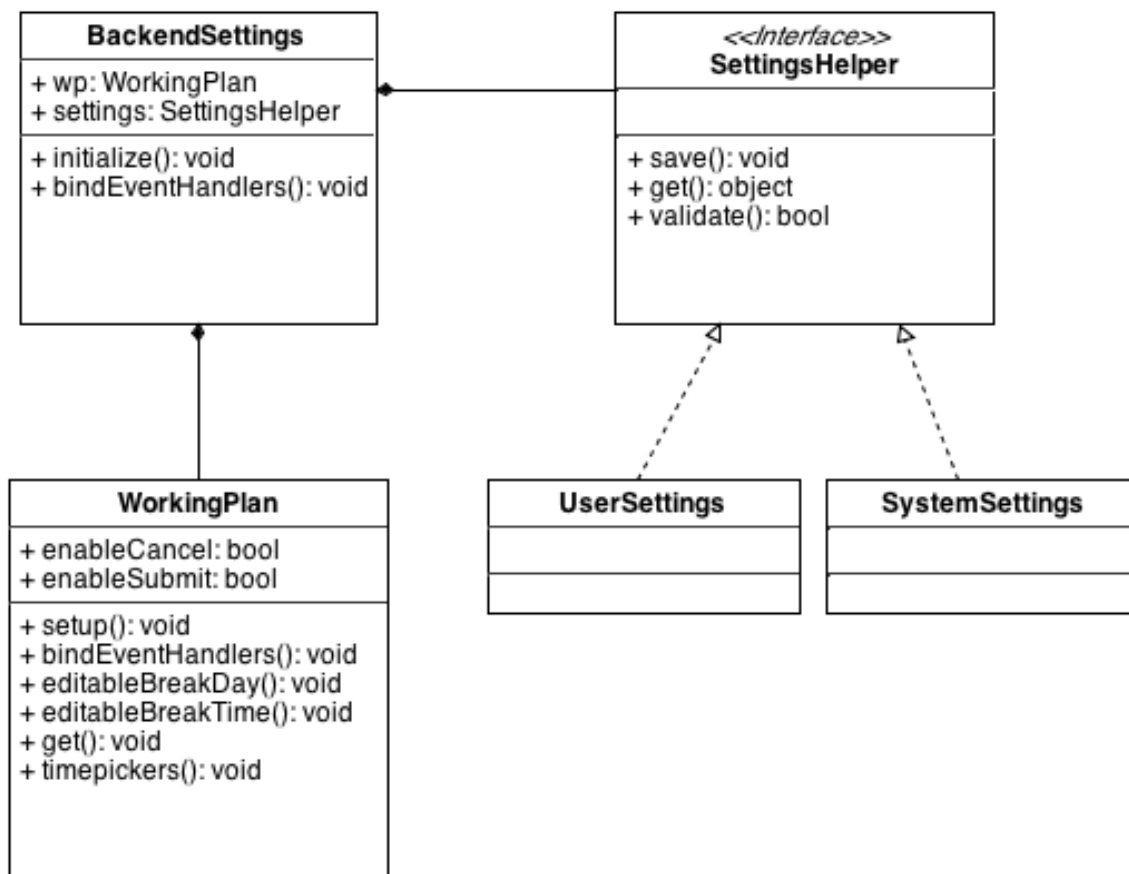 BackendSettings
+ wp: WorkingPlan
+ settings: SettingsHelper
+ initialize(): void
+ bindEventHandlers(): void
<<Interface>>
SettingsHelper
+ save(): void
+ get(): object
+ validate(): bool
WorkingPlan
+ enableCancel: bool
+ enableSubmit: bool
+ setup(): void
+ bindEventHandlers(): void
+ editableBreakDay(): void
+ editableBreakTime(): void
+ get(): void
+ timepickers(): void
UserSettings
SystemSettings